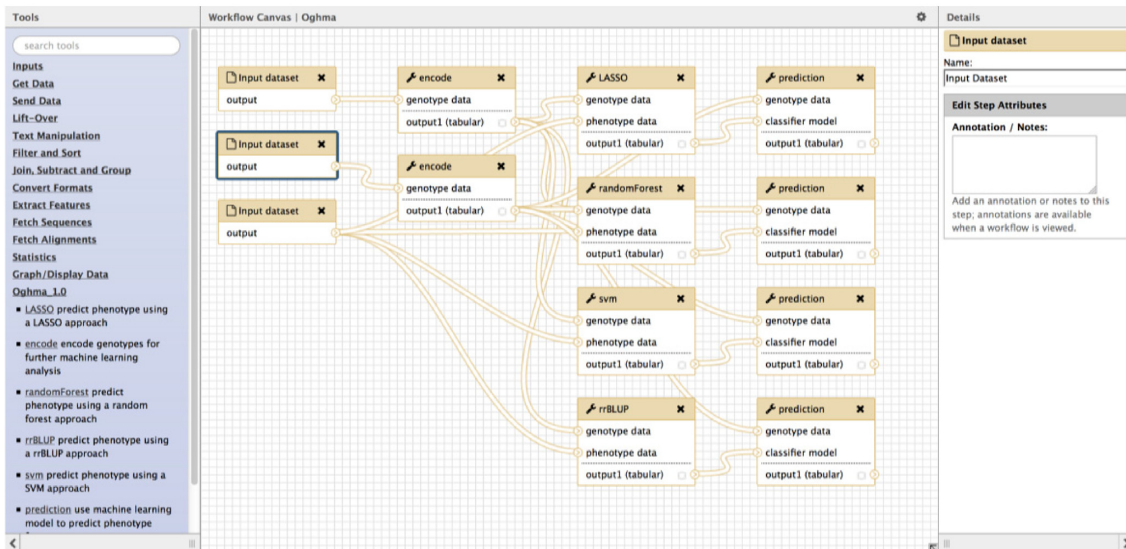 Tools
search tools
Inputs
Get Data
Send Data
Lift-Over
Text Manipulation
Filter and Sort
Join, Subtract and Group
Convert Formats
Extract Features
Fetch Sequences
Fetch Alignments
Statistics
Graph/Display Data
Oghma_1.0
LASSO predict phenotype using
a LASSO approach
encode encode genotypes for
further machine learning
analysis
randomForest predict
phenotype using a random
forest approach
rrBLUP predict phenotype using
a rrBLUP approach
svm predict phenotype using a
SVM approach
prediction use machine learning
model to predict phenotype
Workflow Canvas | Oghma
Input dataset
output
Input dataset
output
Input dataset
output
encode
genotype data
output1 (tabular)
encode
genotype data
output1 (tabular)
LASSO
genotype data
phenotype data
output1 (tabular)
randomForest
genotype data
phenotype data
output1 (tabular)
svm
genotype data
phenotype data
output1 (tabular)
rrBLUP
genotype data
phenotype data
output1 (tabular)
prediction
genotype data
classifier model
output1 (tabular)
prediction
genotype data
classifier model
output1 (tabular)
prediction
genotype data
classifier model
output1 (tabular)
prediction
genotype data
classifier model
output1 (tabular)
Details
Input dataset
Name:
Input Dataset
Edit Step Attributes
Annotation / Notes:
Add an annotation or notes to this
step; annotations are available
when a workflow is viewed.